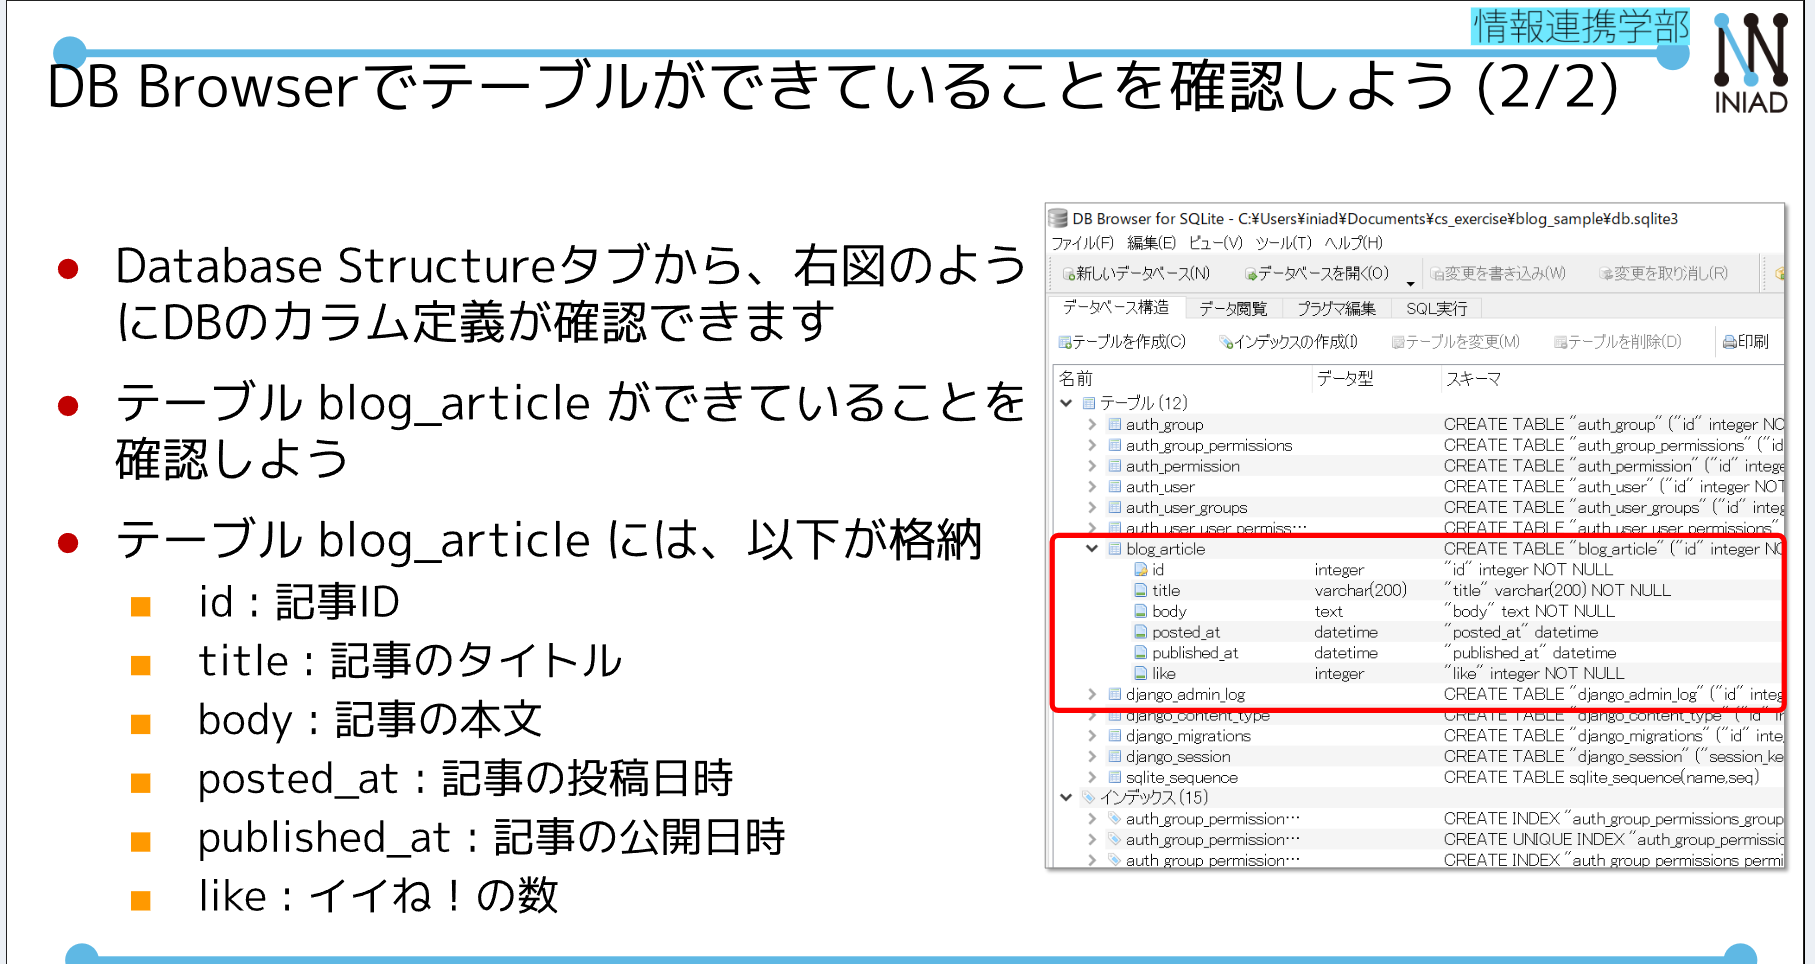 情報連携学部
INIAD
DB Browserでテーブルができていることを確認しよう (2/2)
Database Structureタブから、右図のよう
にDBのカラム定義が確認できます
テーブル blog_article ができていることを
確認しよう
テーブル blog_article には、以下が格納
id：記事ID
title：記事のタイトル
body：記事の本文
posted_at：記事の投稿日時
published_at：記事の公開日時
like：イイね！の数
DB Browser for SQLite - C:¥Users¥iniad¥Documents¥cs_exercise¥blog_sample¥db.sqlite3
ファイル(F) 編集(E) ビュー(V) ツール(T) ヘルプ(H)
新しいデータベース(N) データベースを開く(O) 変更を書き込み(W) 変更を取り消し(R)
データベース構造 データ閲覧 プラグマ編集 SQL実行
テーブルを作成(C) インデックスの作成(I) テーブルを変更(M) テーブルを削除(D) 印刷
名前 データ型 スキーマ
テーブル (12)
auth_group CREATE TABLE "auth_group" ("id" integer NO
auth_group_permissions CREATE TABLE "auth_group_permissions" ("id
auth_permission CREATE TABLE "auth_permission" ("id" intege
auth_user CREATE TABLE "auth_user" ("id" integer NOT
auth_user_groups CREATE TABLE "auth_user_groups" ("id" integ
auth_user_user_permiss… CREATE TABLE "auth_user_user_permissions"
blog_article CREATE TABLE "blog_article" ("id" integer NO
id integer "id" integer NOT NULL
title varchar(200) "title" varchar(200) NOT NULL
body text "body" text NOT NULL
posted_at datetime "posted_at" datetime
published_at datetime "published_at" datetime
like integer "like" integer NOT NULL
django_admin_log CREATE TABLE "django_admin_log" ("id" integ
django_content_type CREATE TABLE "django_content_type" ("id" in
django_migrations CREATE TABLE "django_migrations" ("id" inte
django_session CREATE TABLE "django_session" ("session_ke
sqlite_sequence CREATE TABLE sqlite_sequence(name,seq)
インデックス (15)
auth_group_permission… CREATE INDEX "auth_group_permissions_group
auth_group_permission… CREATE UNIQUE INDEX "auth_group_permissio
auth_group_permission… CREATE INDEX "auth_group_permissions_permi